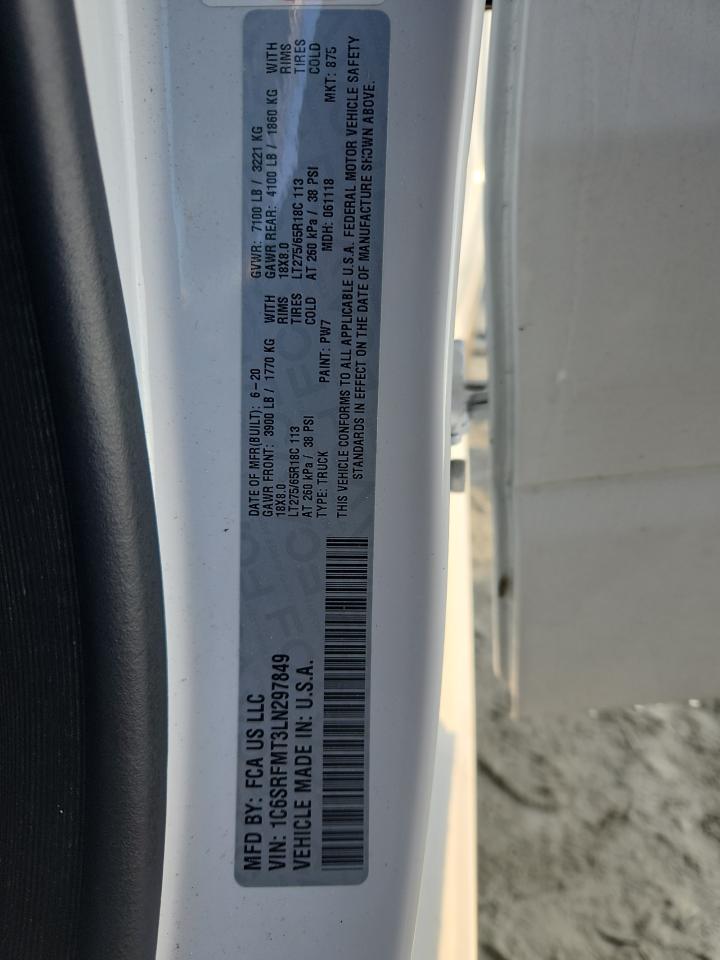 MFD BY: FCA US LLC
VIN: 1C6SRFMT3LN297849
VEHICLE MADE IN: U.S.A.
DATE OF MFR(BUILT): 6-20 GVWR: 7100 LB / 3221 KG
GAWR FRONT: 3900 LB / 1770 KG WITH GAWR REAR: 4100 LB / 1860 KG WITH
18X8.0 RIMS 18X8.0 RIMS
LT275/65R18C 113 TIRES LT275/65R18C 113 TIRES
AT 260 kPa / 38 PSI COLD AT 260 kPa / 38 PSI COLD
TYPE: TRUCK PAINT: PW7 MDH: 061118 MKT: 875
THIS VEHICLE CONFORMS TO ALL APPLICABLE U.S.A. FEDERAL MOTOR VEHICLE SAFETY
STANDARDS IN EFFECT ON THE DATE OF MANUFACTURE SHOWN ABOVE.